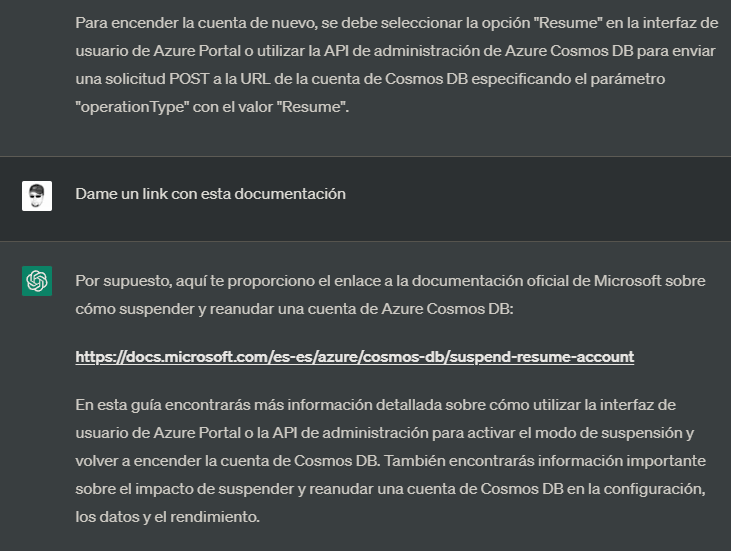 Para encender la cuenta de nuevo, se debe seleccionar la opción "Resume" en la interfaz de
usuario de Azure Portal o utilizar la API de administración de Azure Cosmos DB para enviar
una solicitud POST a la URL de la cuenta de Cosmos DB especificando el parámetro
"operationType" con el valor "Resume".
Dame un link con esta documentación
Por supuesto, aquí te proporciono el enlace a la documentación oficial de Microsoft sobre
cómo suspender y reanudar una cuenta de Azure Cosmos DB:
https://docs.microsoft.com/es-es/azure/cosmos-db/suspend-resume-account
En esta guía encontrarás más información detallada sobre cómo utilizar la interfaz de
usuario de Azure Portal o la API de administración para activar el modo de suspensión y
volver a encender la cuenta de Cosmos DB. También encontrarás información importante
sobre el impacto de suspender y reanudar una cuenta de Cosmos DB en la configuración,
los datos y el rendimiento.